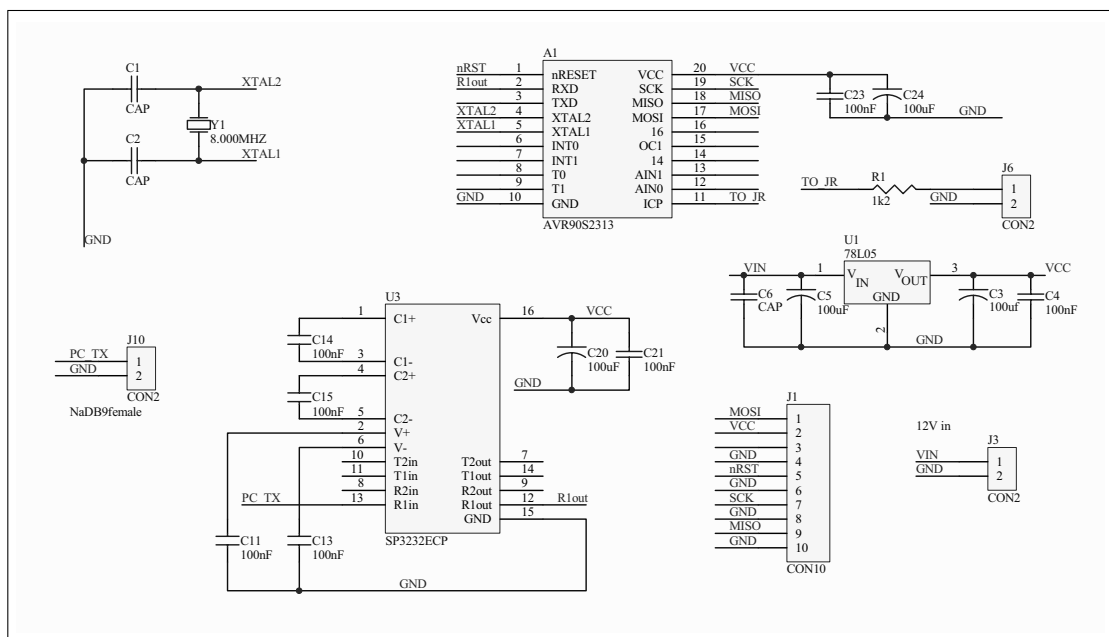 C1
CAP
XTAL2
Y1
8.000MHZ
C2
CAP
XTAL1
GND
A1
nRST 1 nRESET VCC 20 VCC
R1out 2 RXD SCK 19 SCK
3 TXD MISO 18 MISO
XTAL2 4 XTAL2 MOSI 17 MOSI
XTAL1 5 XTAL1 16 16
6 INT0 OC1 15
7 INT1 14 14
8 T0 AIN1 13
9 T1 AIN0 12
GND 10 GND ICP 11 TO_JR
AVR90S2313
C23
100nF
C24
100uF
GND
TO_JR
R1
1k2
GND
J6
1
2
CON2
U1
78L05
VIN 1 VIN VOUT 3 VCC
GND
2
C6
CAP
C5
100uF
C3
100uf
C4
100nF
GND
J10
PC_TX 1
GND 2
CON2
NaDB9female
U3
1 C1+ Vcc 16 VCC
3 C1-
4 C2+
5 C2-
2 V+
6 V-
10 T2in T2out 7
11 T1in T1out 14
8 R2in R2out 9
PC_TX 13 R1in R1out 12 R1out
GND 15
SP3232ECP
C14
100nF
C15
100nF
C20
100uF
C21
100nF
GND
C11
100nF
C13
100nF
GND
J1
MOSI 1
VCC 2
3
GND 4
nRST 5
GND 6
SCK 7
GND 8
MISO 9
GND 10
CON10
12V in
J3
VIN 1
GND 2
CON2